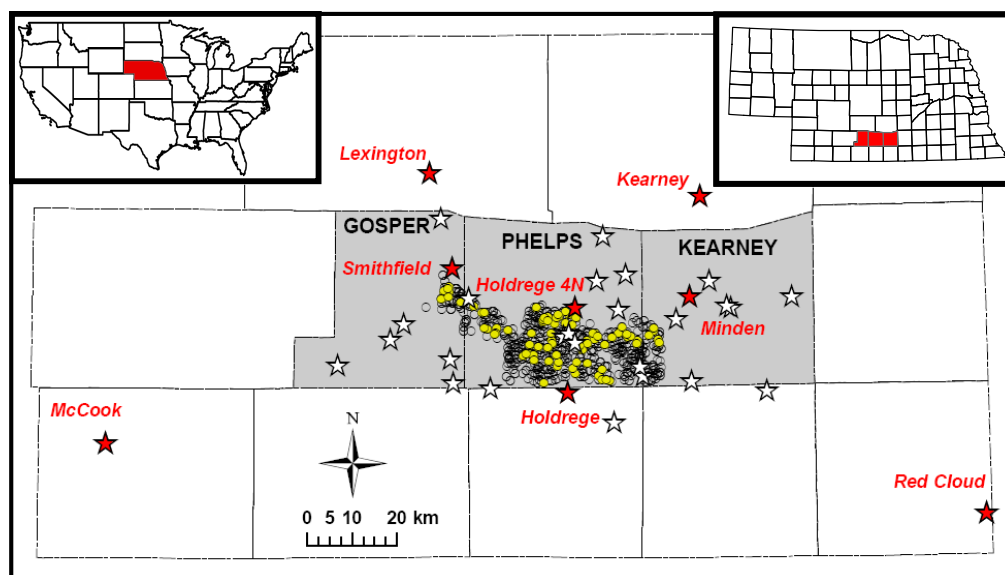 Lexington
Kearney
GOSPER
PHELPS
KEARNEY
Smithfield
Holdrege 4N
Minden
McCook
Holdrege
N
Red Cloud
0 5 10 20 km